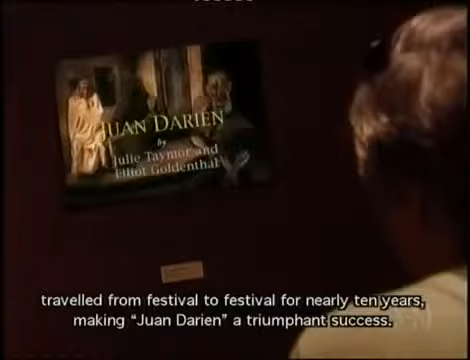 JUAN DARIEN
by
Julie Taymor and
Elliot Goldenthal
travelled from festival to festival for nearly ten years,
making “Juan Darien” a triumphant success.